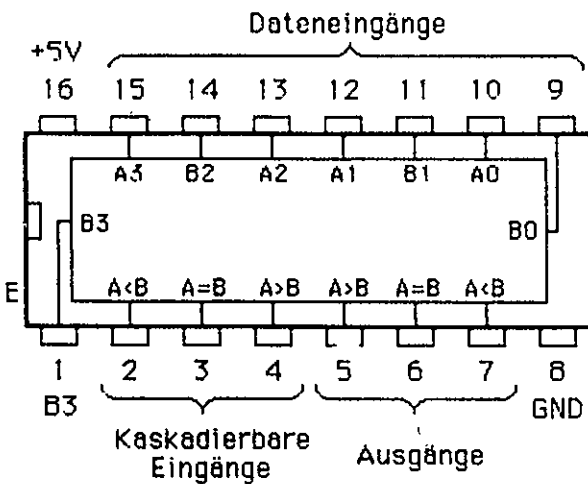 Dateneingänge
+5V
16 15 14 13 12 11 10 9
A3 B2 A2 A1 B1 A0
B3 B0
E
A<B A=B A>B A>B A=B A<B
1 2 3 4 5 6 7 8
B3 GND
Kaskadierbare
Eingänge
Ausgänge